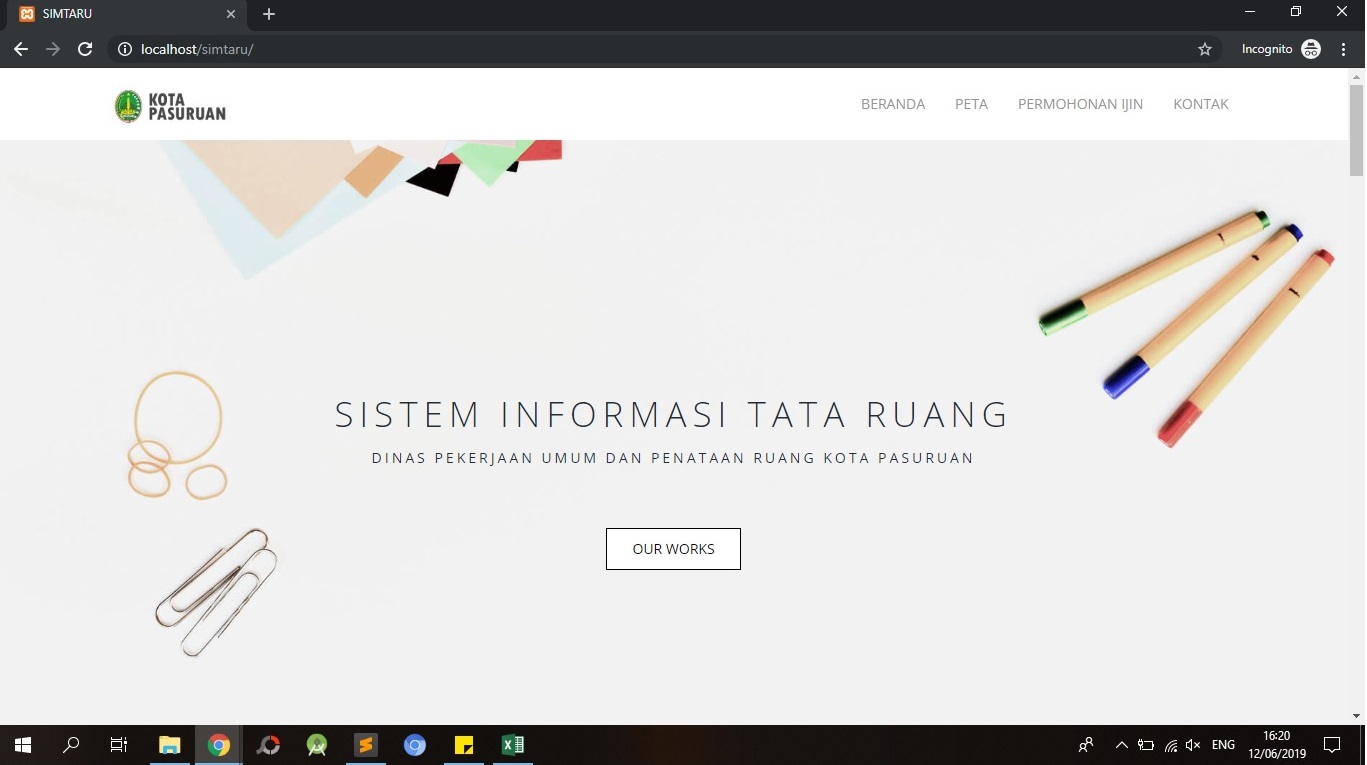 SIMTARU
localhost/simtaru/
Incognito
KOTA
PASURUAN
BERANDA PETA PERMOHONAN IJIN KONTAK
SISTEM INFORMASI TATA RUANG
DINAS PEKERJAAN UMUM DAN PENATAAN RUANG KOTA PASURUAN
OUR WORKS
ENG
16:20
12/06/2019